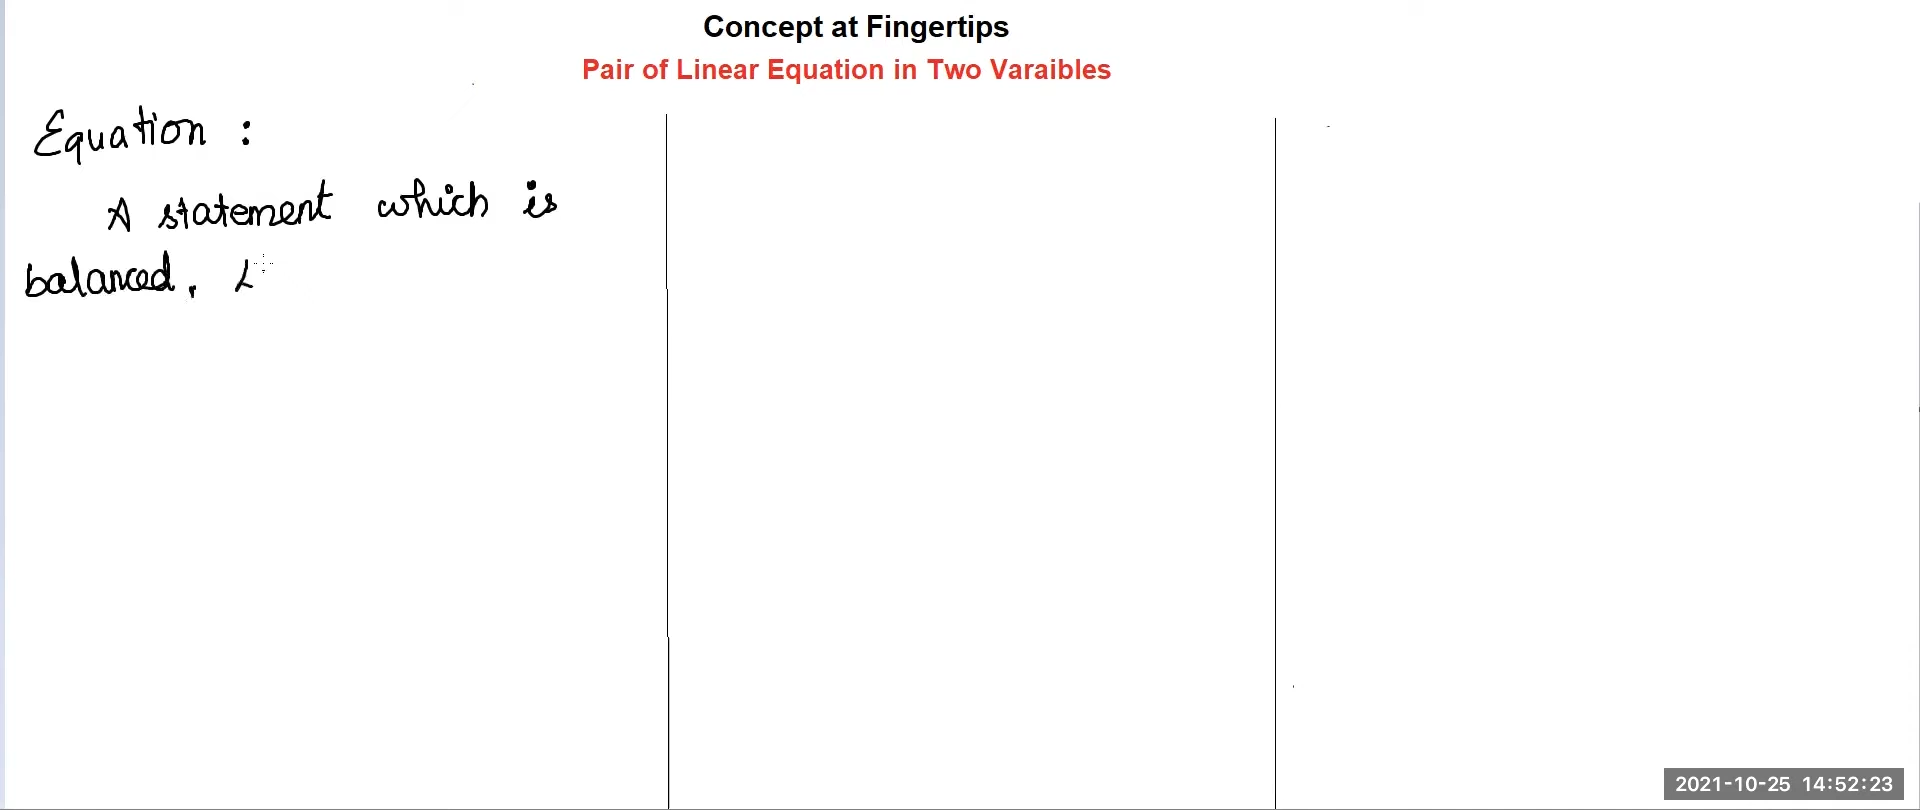 Concept at Fingertips
Pair of Linear Equation in Two Varaibles
Equation :
A statement which is
balanced,
2021-10-25 14:52:23